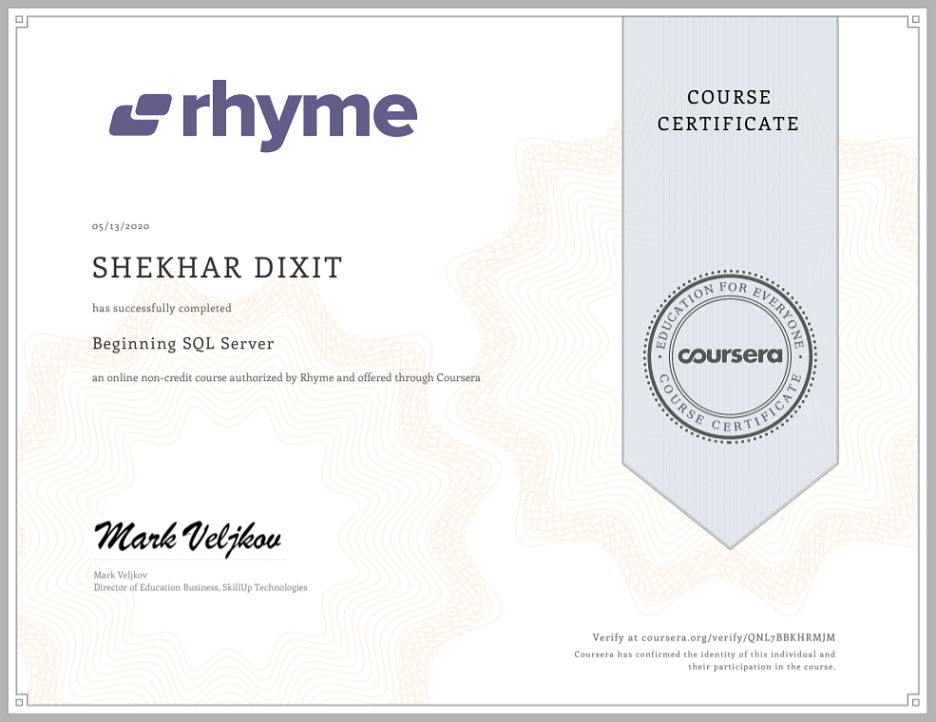 rhyme
COURSE
CERTIFICATE
05/13/2020
SHEKHAR DIXIT
has successfully completed
Beginning SQL Server
an online non-credit course authorized by Rhyme and offered through Coursera
EDUCATION FOR EVERYONE
coursera
COURSE CERTIFICATE
Mark Veljkov
Mark Veljkov
Director of Education Business, SkillUp Technologies
Verify at coursera.org/verify/QNL7BBKHRMJM
Coursera has confirmed the identity of this individual and
their participation in the course.